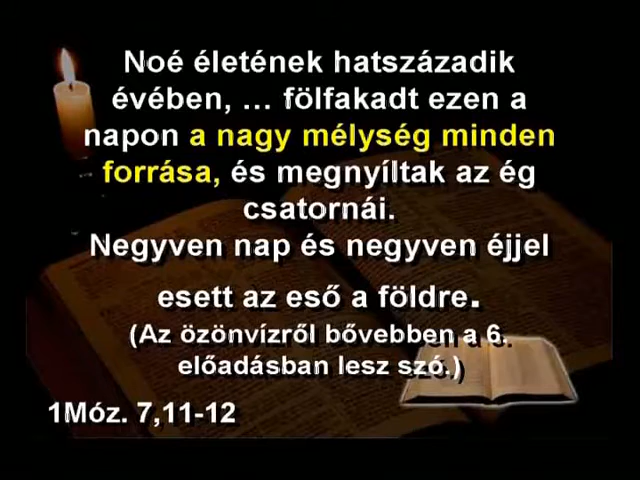 Noé életének hatszázadik
évében, … fölfakadt ezen a
napon a nagy mélység minden
forrása, és megnyíltak az ég
csatornái.
Negyven nap és negyven éjjel
esett az eső a földre.
(Az özönvízről bővebben a 6.
előadásban lesz szó.)
1Móz. 7,11-12